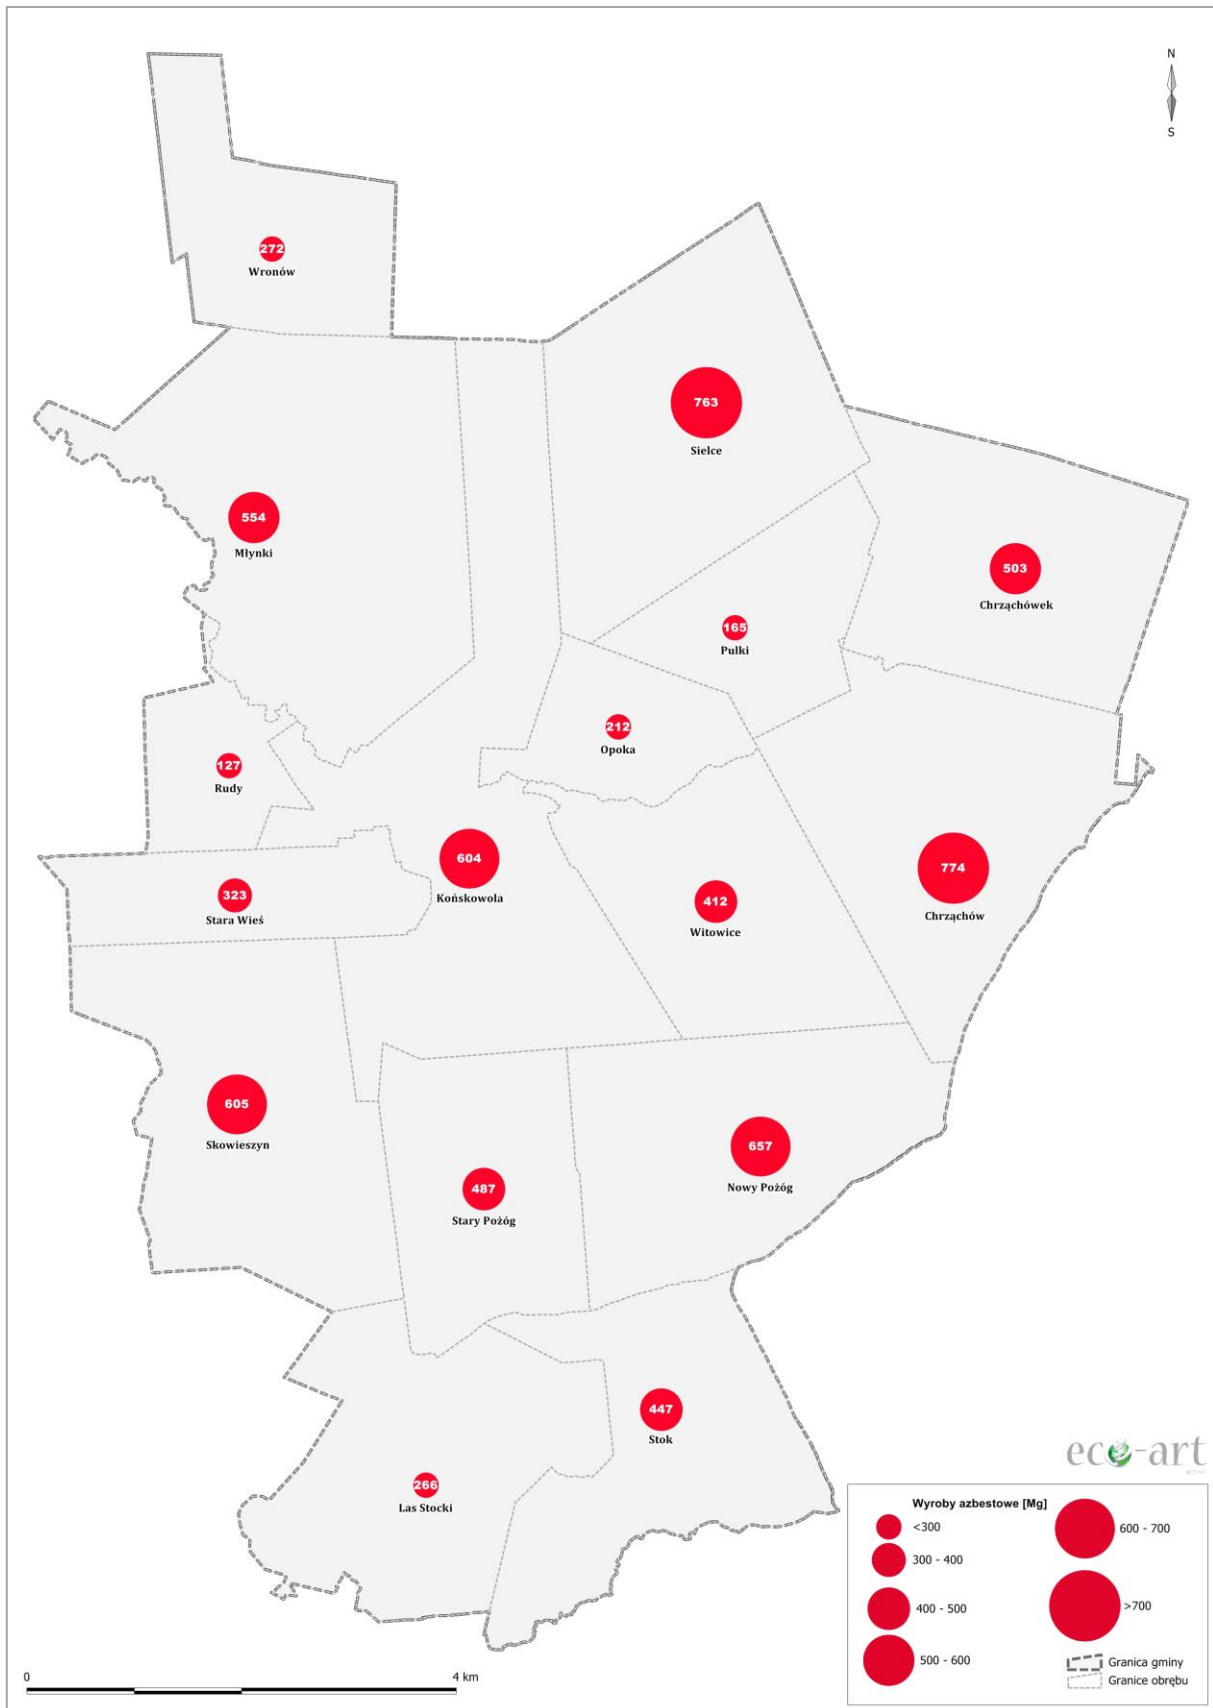 N
S
272
Wronów
763
Sielce
554
Młynki
503
Chrząchówek
165
Pulki
212
Opoka
127
Rudy
604
Końskowola
774
Chrząchów
323
Stara Wieś
412
Witowice
605
Skowieszyn
657
Nowy Pożóg
487
Stary Pożóg
447
Stok
266
Las Stocki
eco-art
Wyroby azbestowe [Mg]
<300
300 - 400
400 - 500
500 - 600
600 - 700
>700
Granica gminy
Granice obrębu
0 4 km